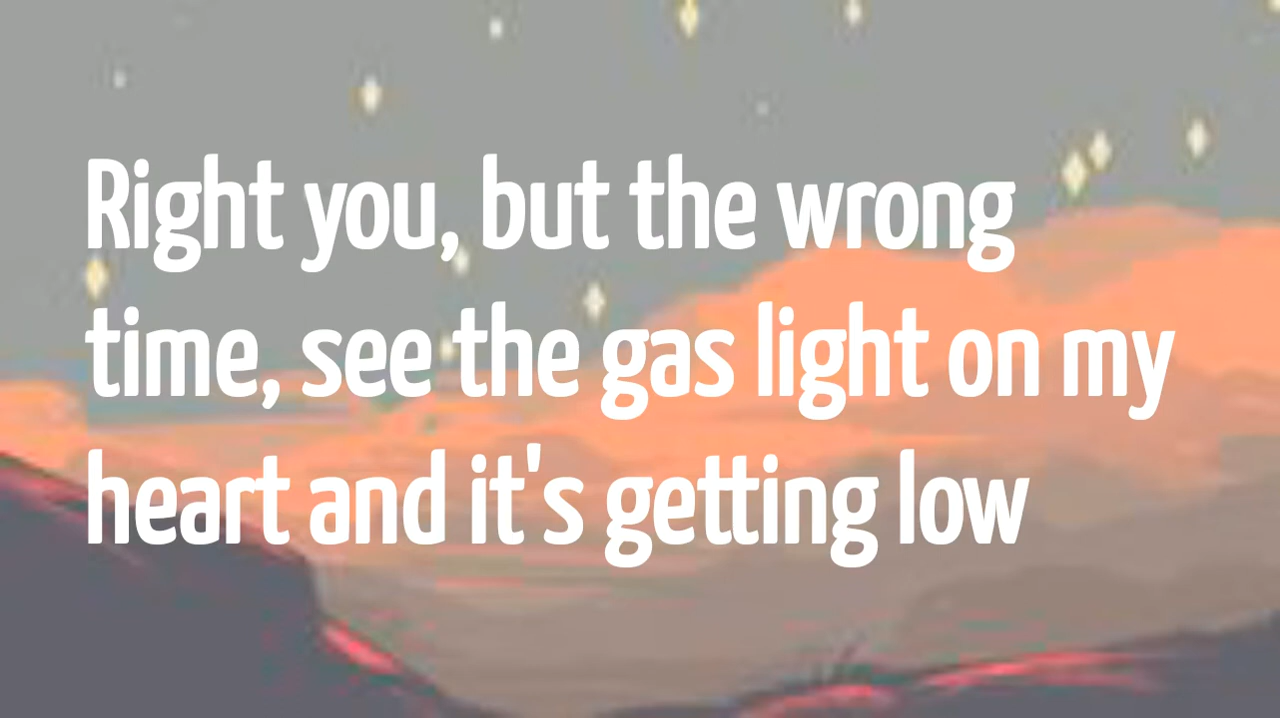 Right you, but the wrong
time, see the gas light on my
heart and it's getting low